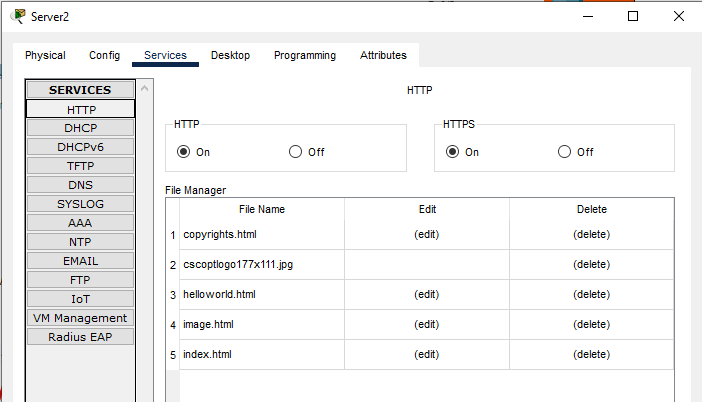 Server2
Physical Config Services Desktop Programming Attributes
SERVICES
HTTP
DHCP
DHCPv6
TFTP
DNS
SYSLOG
AAA
NTP
EMAIL
FTP
IoT
VM Management
Radius EAP
HTTP
HTTP
On Off
HTTPS
On Off
File Manager
File Name Edit Delete
1 copyrights.html (edit) (delete)
2 cscoptlogo177x111.jpg (delete)
3 helloworld.html (edit) (delete)
4 image.html (edit) (delete)
5 index.html (edit) (delete)